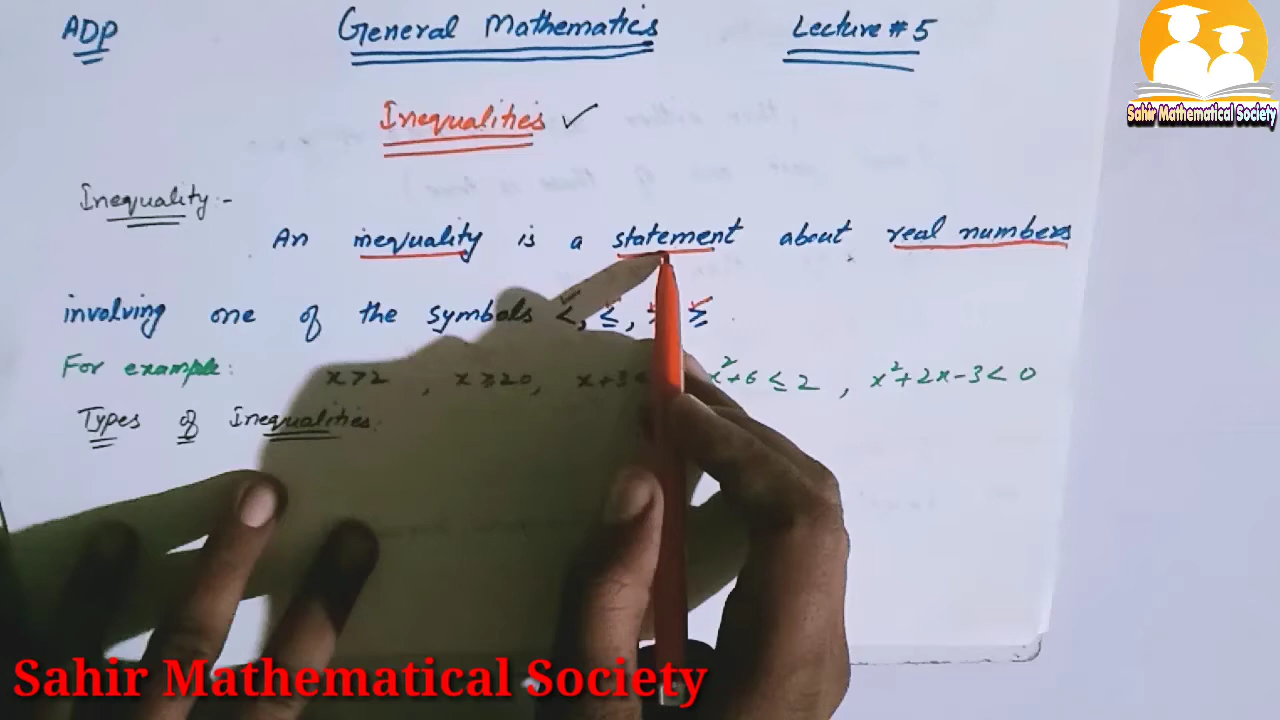 ADP General Mathematics Lecture # 5
Sahir Mathematical Society
Inequalities ✓
Inequality :-
An inequality is a statement about real numbers
involving one of the symbols <, ≤, ≥
For example: x > 2 , x ≥ 20, x+3 < x²+6 ≤ 2 , x²+2x-3 < 0
Types of Inequalities:
Sahir Mathematical Society